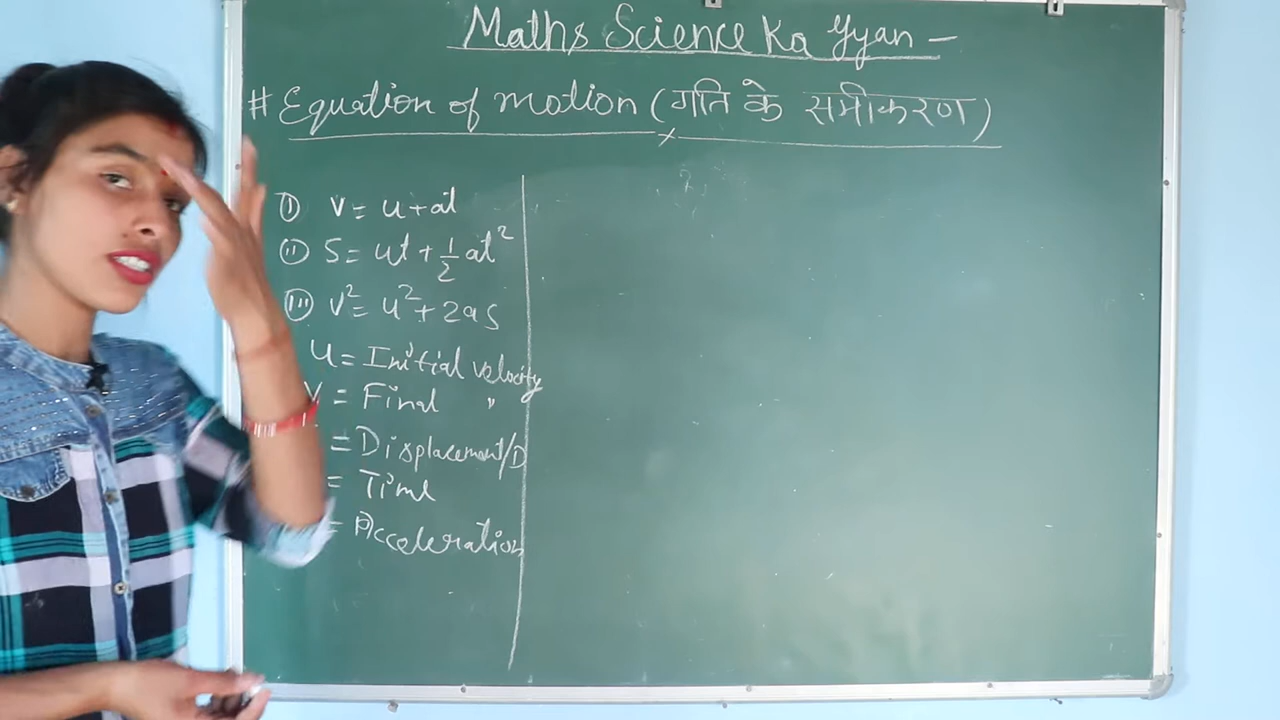 Maths Science Ka Gyan -
# Equation of motion (गति के समीकरण)
(i) v = u + at
(ii) S = ut + 1/2 at²
(iii) v² = u² + 2as
u = Initial velocity
v = Final "
= Displacement/D
= Time
= Acceleration